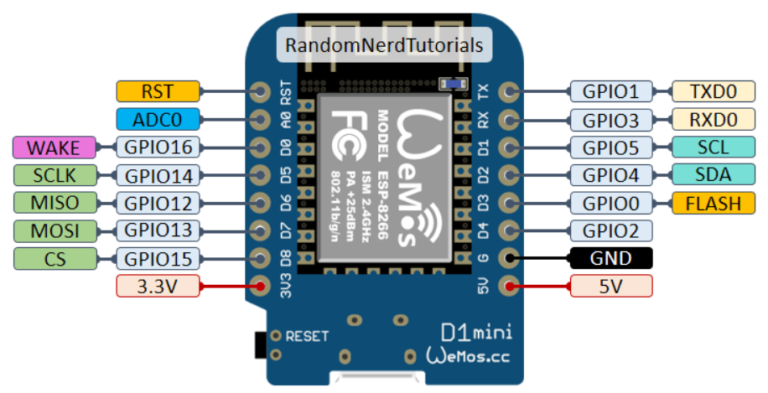 RandomNerdTutorials
RST RST TX GPIO1 TXD0
ADC0 A0 RX GPIO3 RXD0
WAKE GPIO16 D0 D1 GPIO5 SCL
SCLK GPIO14 D5 D2 GPIO4 SDA
MISO GPIO12 D6 D3 GPIO0 FLASH
MOSI GPIO13 D7 D4 GPIO2
CS GPIO15 D8 G GND
3.3V 3V3 5V 5V
WeMos
MODEL ESP-8266
ISM 2.4GHz
PA +25dBm
802.11b/g/n
FC
RESET
D1mini
WeMos.cc